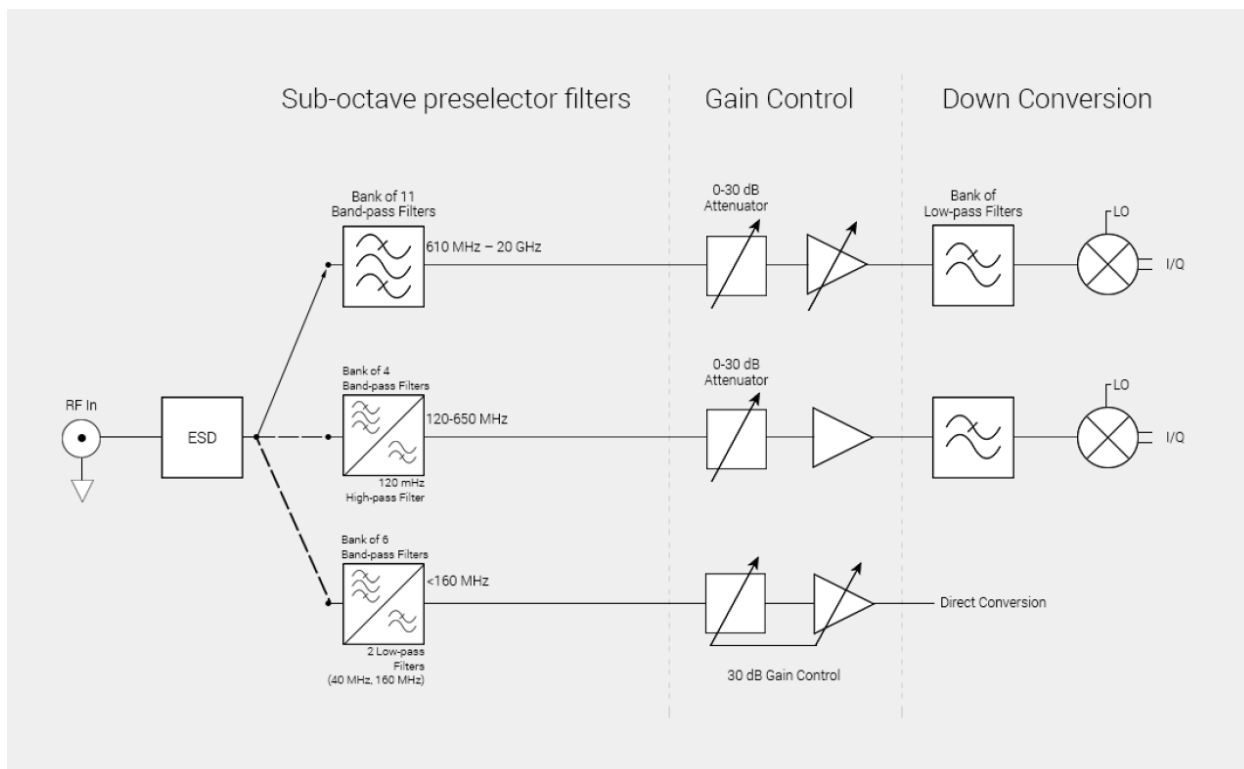 Sub-octave preselector filters
Gain Control
Down Conversion
Bank of 11
Band-pass Filters
610 MHz – 20 GHz
0-30 dB
Attenuator
Bank of
Low-pass Filters
LO
I/Q
RF In
ESD
Bank of 4
Band-pass Filters
120-650 MHz
120 mHz
High-pass Filter
0-30 dB
Attenuator
LO
I/Q
Bank of 6
Band-pass Filters
<160 MHz
2 Low-pass
Filters
(40 MHz, 160 MHz)
30 dB Gain Control
Direct Conversion